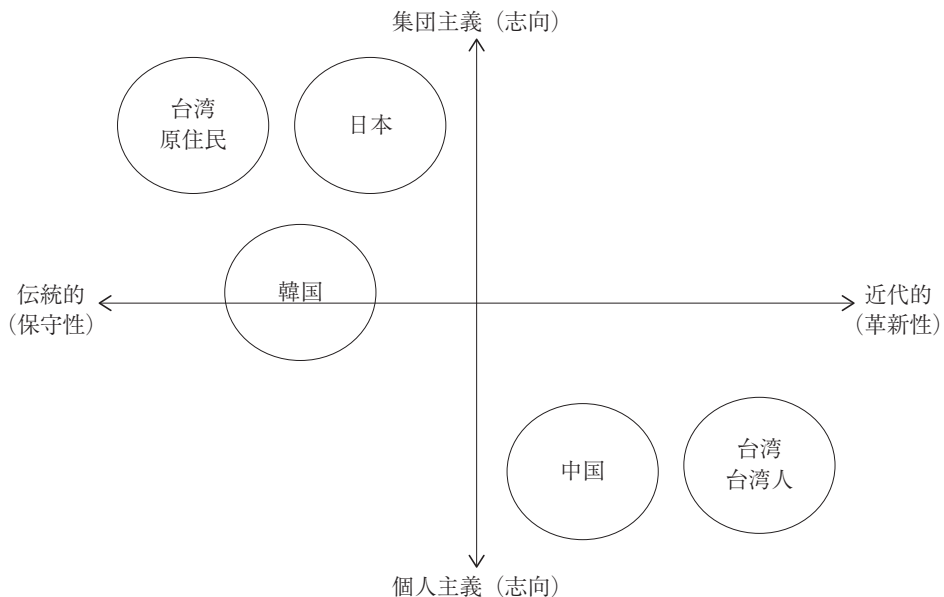 集団主義（志向）
台湾
原住民
日本
韓国
伝統的
（保守性）
近代的
（革新性）
中国
台湾
台湾人
個人主義（志向）